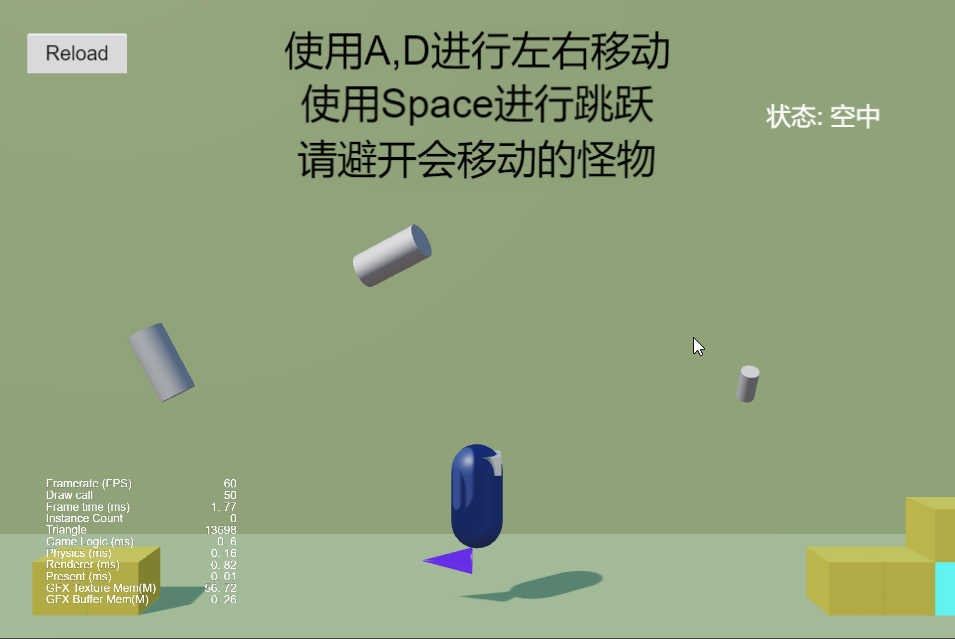 Reload
使用A,D进行左右移动
使用Space进行跳跃
请避开会移动的怪物
状态: 空中
Framerate (FPS) 60
Draw call 50
Frame time (ms) 1.77
Instance Count 0
Triangle 13698
Game Logic (ms) 0.6
Physics (ms) 0.16
Renderer (ms) 0.82
Present (ms) 0.01
GFX Texture Mem(M) 56.72
GFX Buffer Mem(M) 0.26